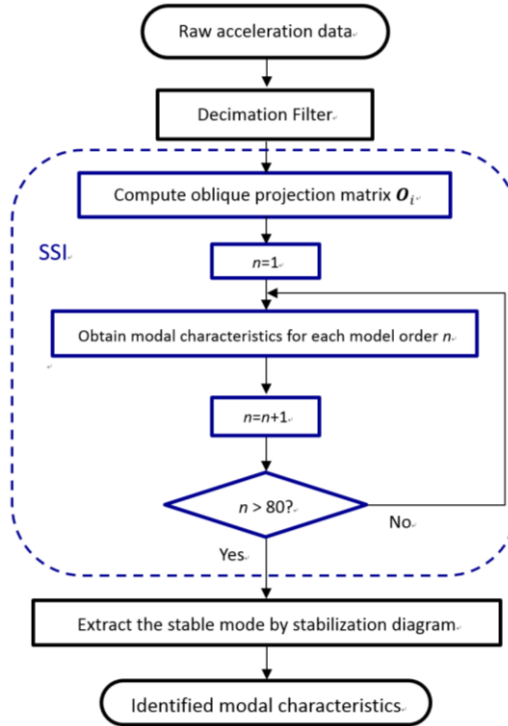 Raw acceleration data
Decimation Filter
Compute oblique projection matrix O_i
SSI
n=1
Obtain modal characteristics for each model order n
n=n+1
n > 80?
No
Yes
Extract the stable mode by stabilization diagram
Identified modal characteristics